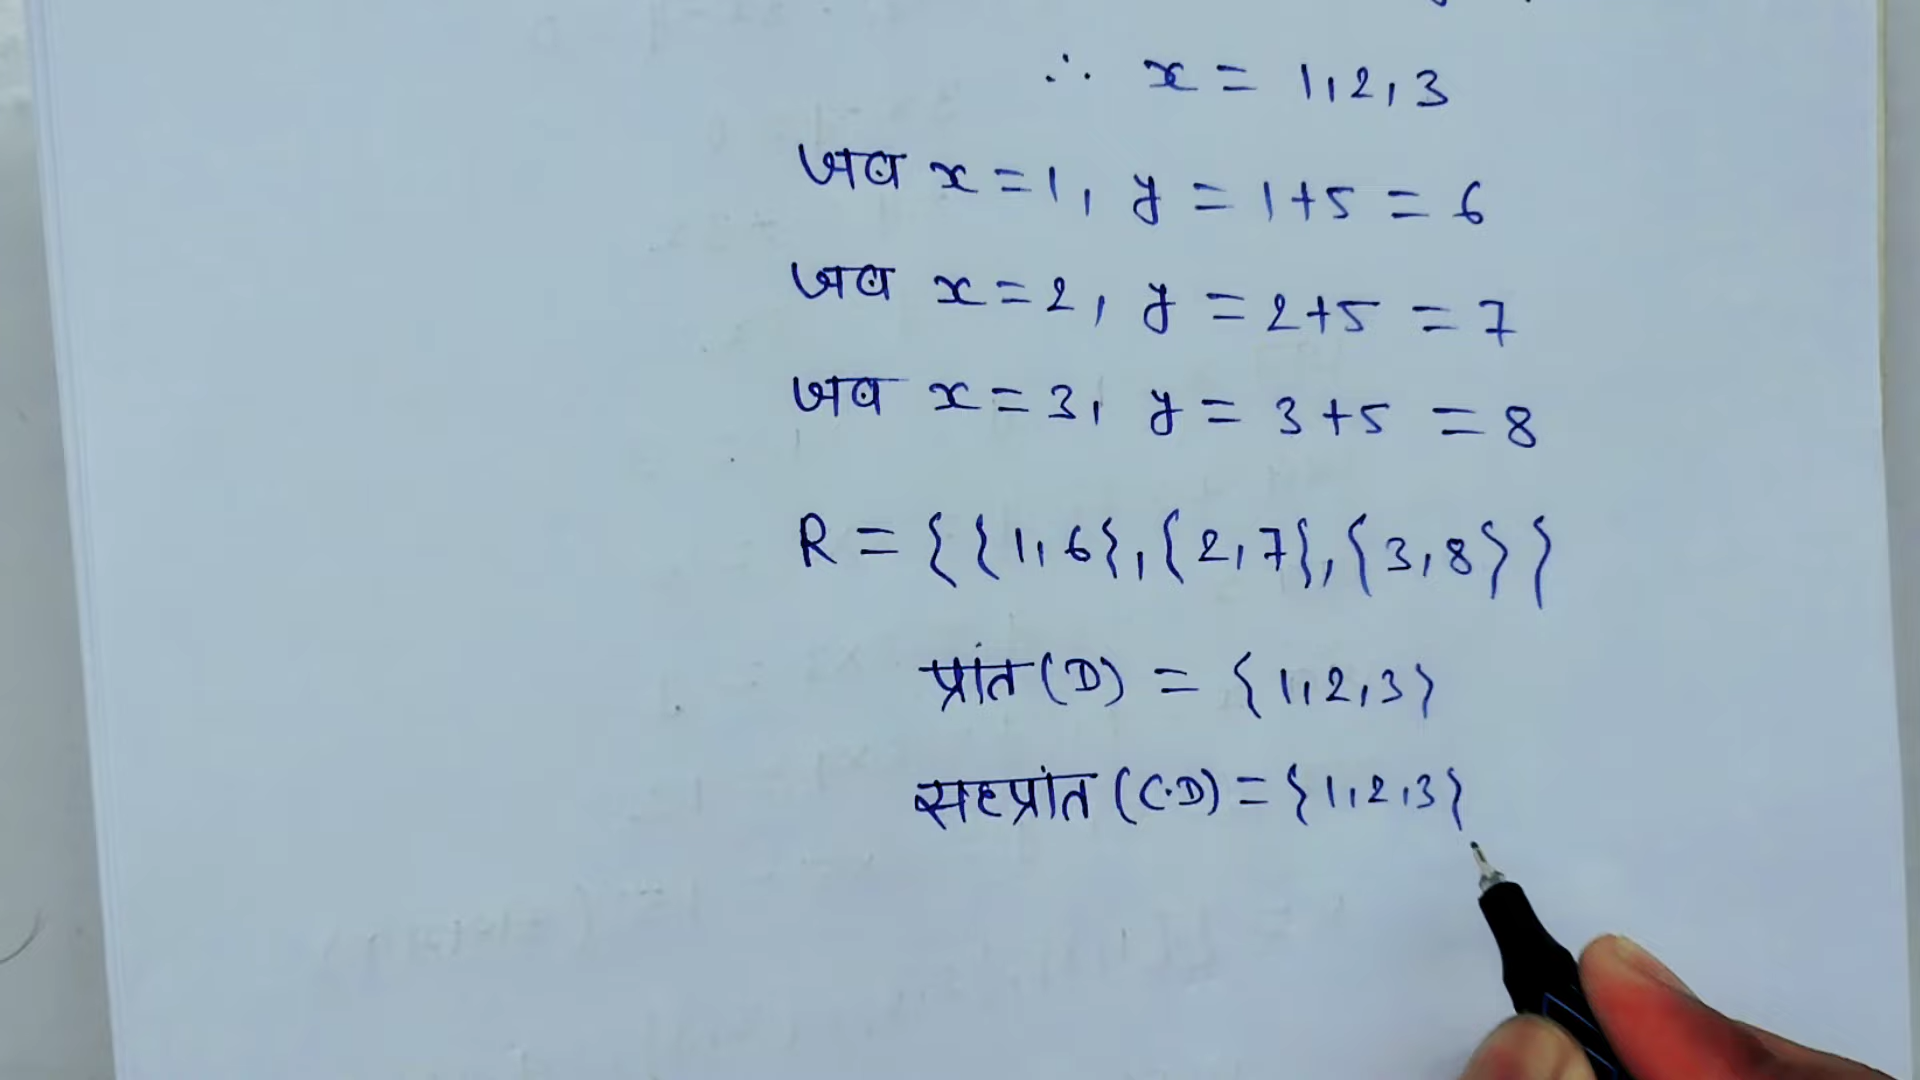 ∴ x = 1,2,3
जब x = 1, y = 1+5 = 6
जब x = 2, y = 2+5 = 7
जब x = 3, y = 3+5 = 8
R = {{1,6},{2,7},{3,8}}
प्रांत (D) = {1,2,3}
सहप्रांत (C.D) = {1,2,3}